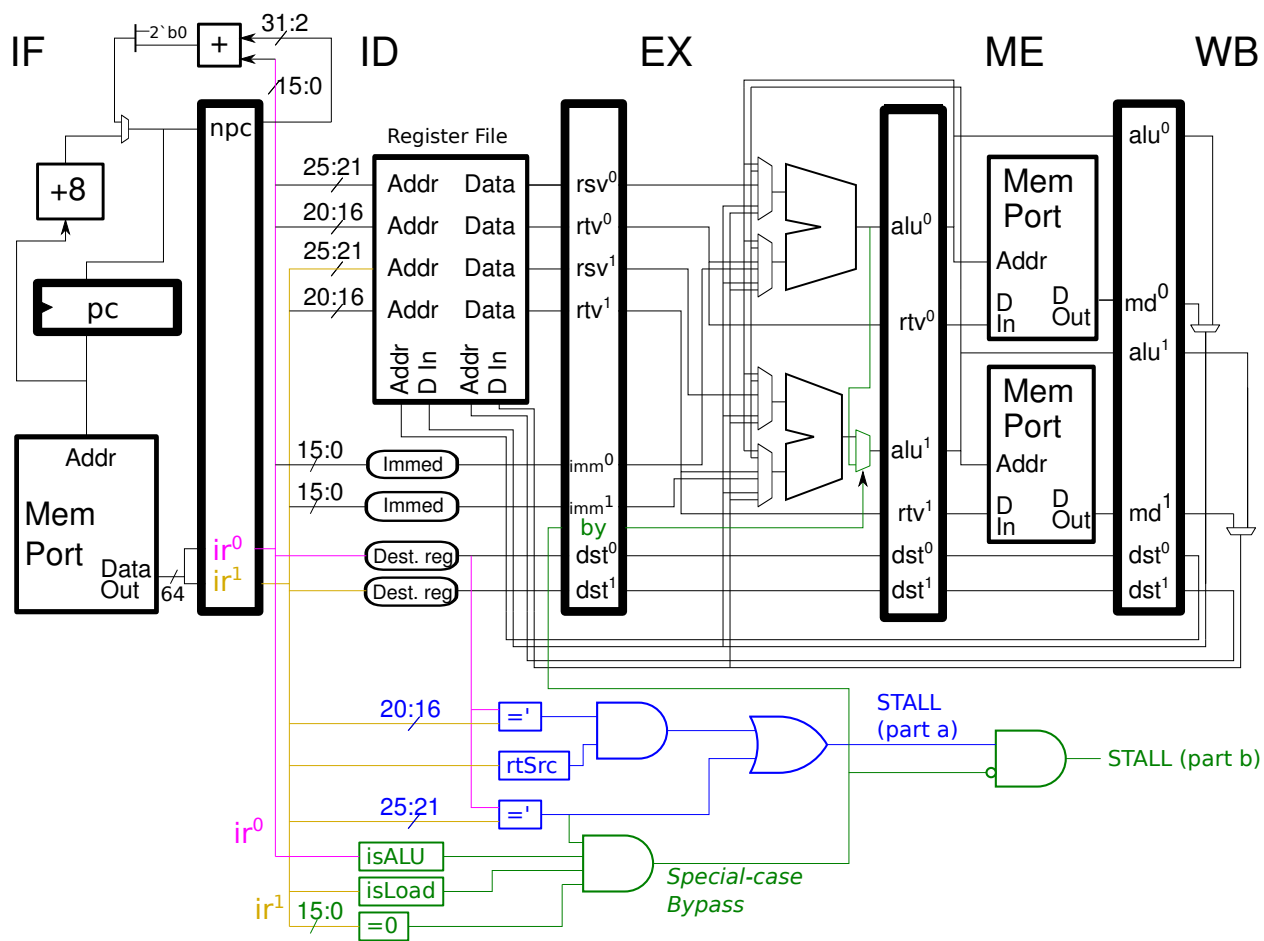 IF
ID
EX
ME
WB
2`b0
+
31:2
15:0
npc
+8
pc
Addr
Mem
Port
Data
Out
64
ir⁰
ir¹
Register File
25:21
20:16
25:21
20:16
Addr Data
Addr Data
Addr Data
Addr Data
Addr
D In
Addr
D In
15:0
Immed
15:0
Immed
Dest. reg
Dest. reg
rsv⁰
rtv⁰
rsv¹
rtv¹
imm⁰
imm¹
by
dst⁰
dst¹
alu⁰
rtv⁰
alu¹
rtv¹
dst⁰
dst¹
Mem
Port
Addr
D
In
D
Out
Mem
Port
Addr
D
In
D
Out
alu⁰
md⁰
alu¹
md¹
dst⁰
dst¹
20:16
='
rtSrc
25:21
='
STALL
(part a)
STALL (part b)
ir⁰
isALU
isLoad
ir¹
15:0
=0
Special-case
Bypass